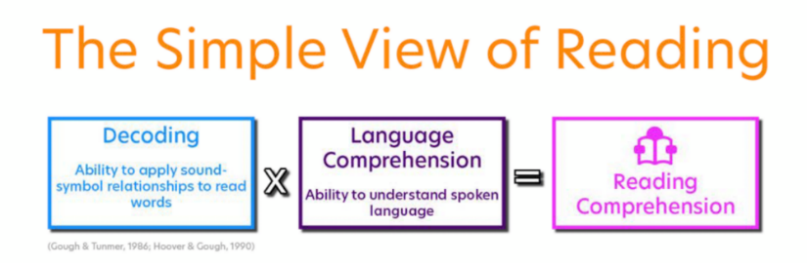 The Simple View of Reading
Decoding
Ability to apply sound-
symbol relationships to read
words
X
Language
Comprehension
Ability to understand spoken
language
=
Reading
Comprehension
(Gough & Tunmer, 1986; Hoover & Gough, 1990)